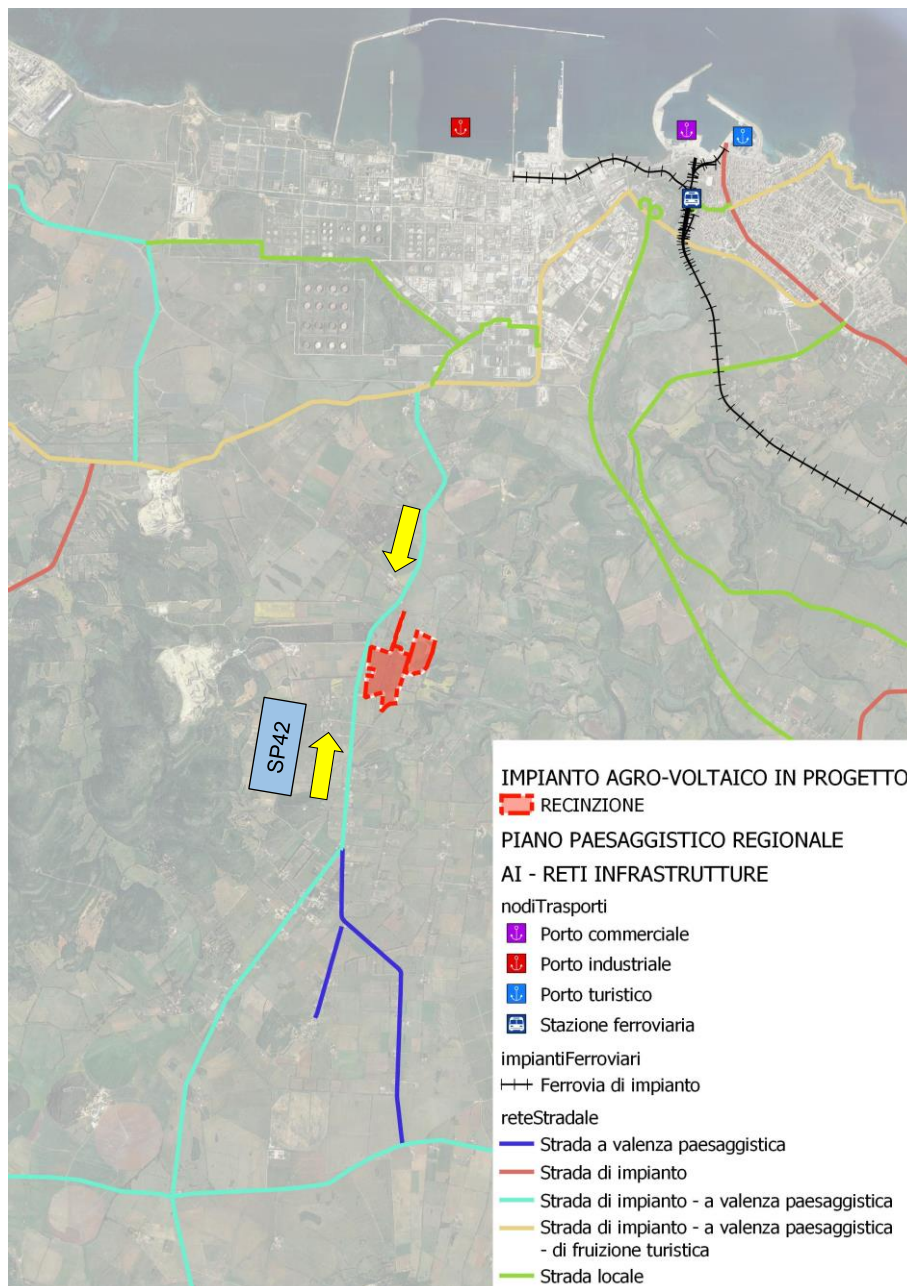 SP42
IMPIANTO AGRO-VOLTAICO IN PROGETTO
RECINZIONE
PIANO PAESAGGISTICO REGIONALE
AI - RETI INFRASTRUTTURE
nodiTrasporti
Porto commerciale
Porto industriale
Porto turistico
Stazione ferroviaria
impiantiFerroviari
Ferrovia di impianto
reteStradale
Strada a valenza paesaggistica
Strada di impianto
Strada di impianto - a valenza paesaggistica
Strada di impianto - a valenza paesaggistica
- di fruizione turistica
Strada locale